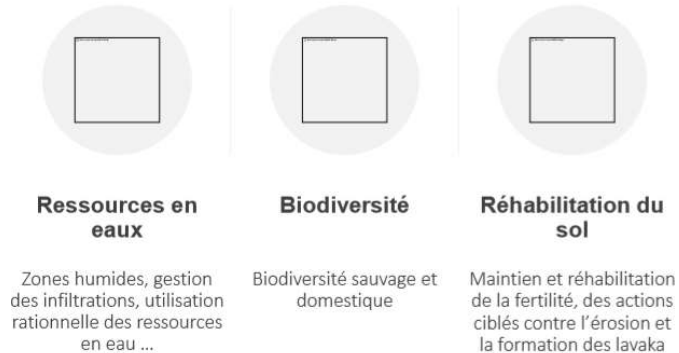 Ressources en
eaux
Zones humides, gestion
des infiltrations, utilisation
rationnelle des ressources
en eau ...
Biodiversité
Biodiversité sauvage et
domestique
Réhabilitation du
sol
Maintien et réhabilitation
de la fertilité, des actions
ciblés contre l’érosion et
la formation des lavaka